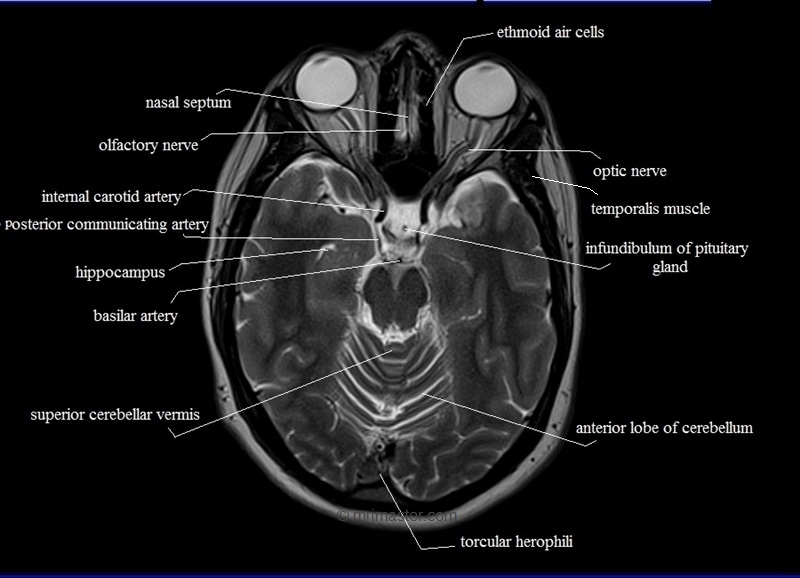 ethmoid air cells
nasal septum
olfactory nerve
optic nerve
internal carotid artery
temporalis muscle
posterior communicating artery
infundibulum of pituitary
gland
hippocampus
basilar artery
superior cerebellar vermis
anterior lobe of cerebellum
© mrimaster.com
torcular herophili